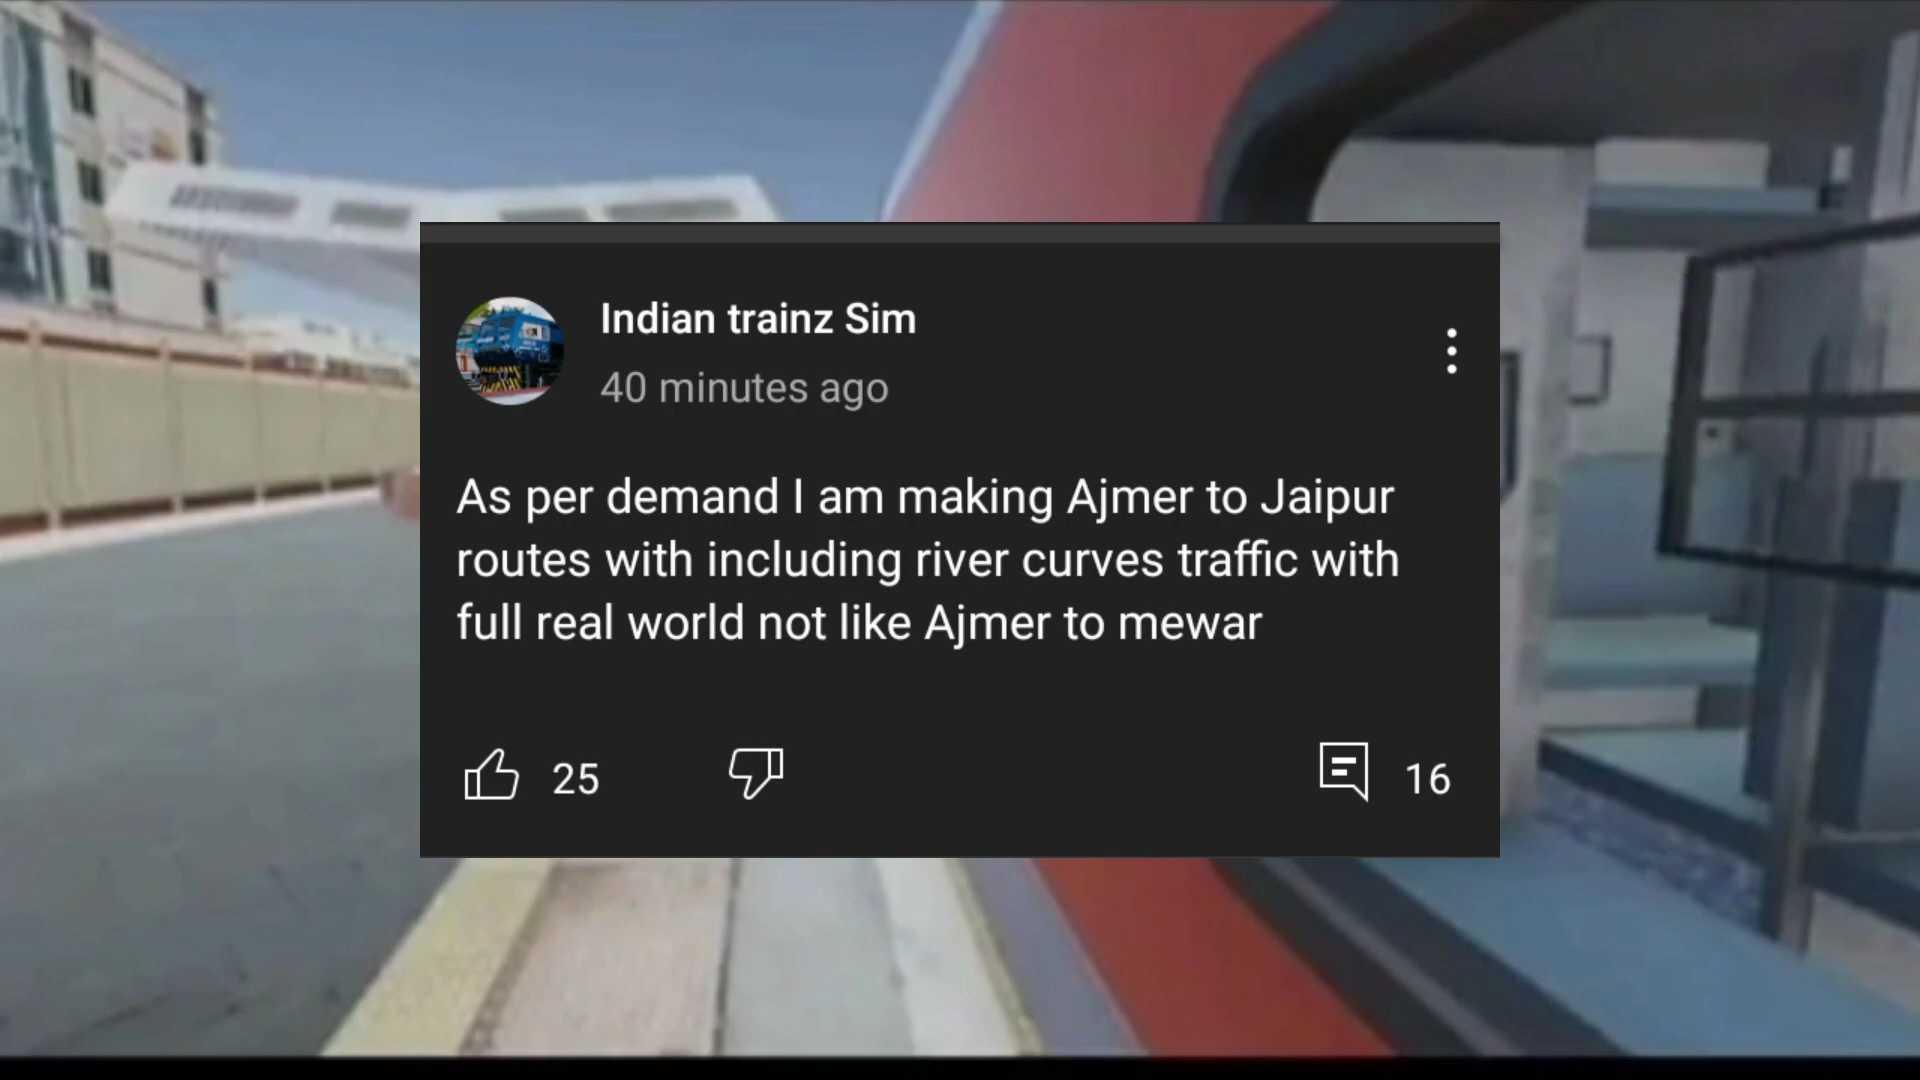 Indian trainz Sim
40 minutes ago
As per demand I am making Ajmer to Jaipur
routes with including river curves traffic with
full real world not like Ajmer to mewar
25
16